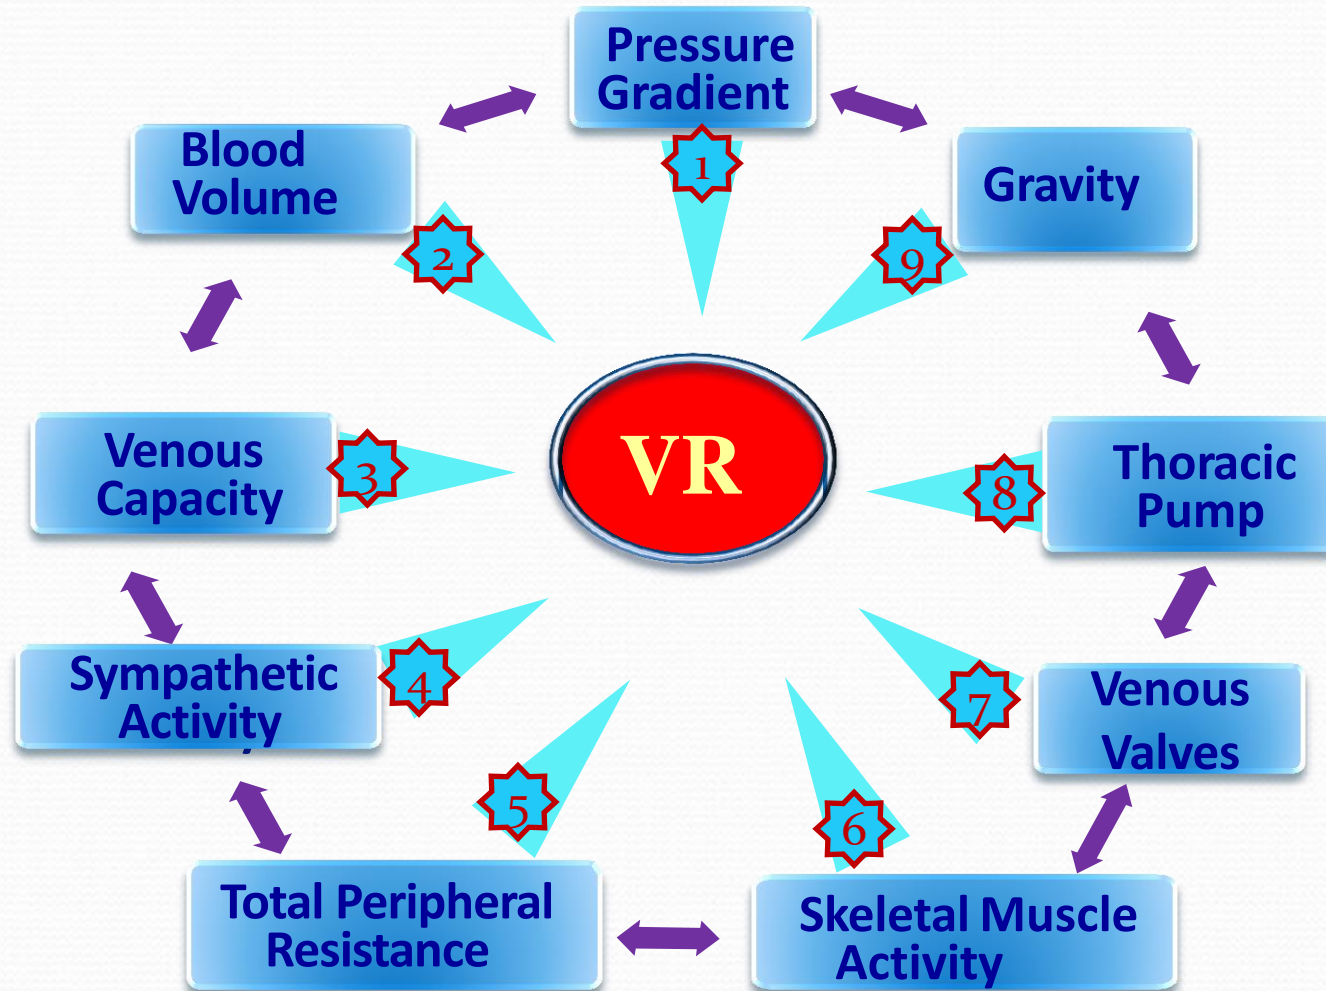 Pressure
Gradient
1
Blood
Volume
2
Gravity
9
Venous
Capacity
3
VR
Thoracic
Pump
8
Sympathetic
Activity
4
Venous
Valves
7
Total Peripheral
Resistance
5
Skeletal Muscle
Activity
6